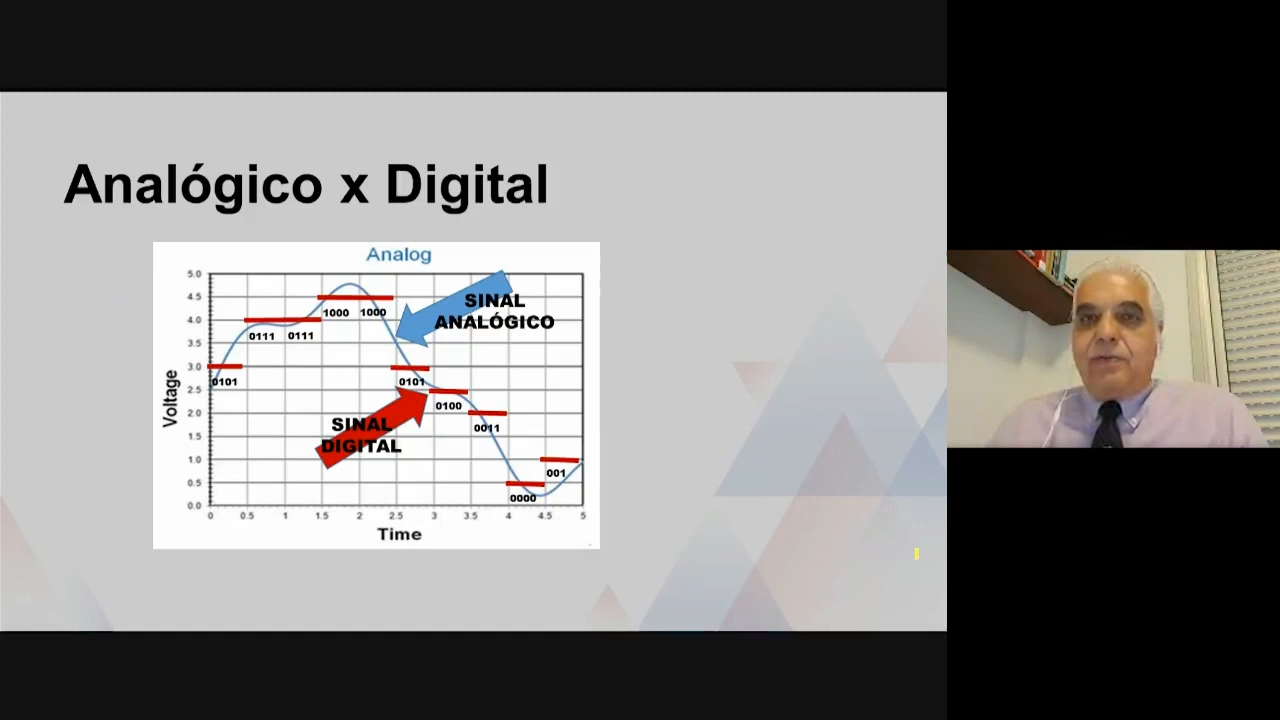 Analógico x Digital
Analog
5.0
4.5
4.0
3.5
3.0
2.5
2.0
1.5
1.0
0.5
0.0
Voltage
SINAL
ANALÓGICO
1000 1000
0111 0111
0101
0101
0100
0011
SINAL
DIGITAL
001
0000
0 0.5 1 1.5 2 2.5 3 3.5 4 4.5 5
Time